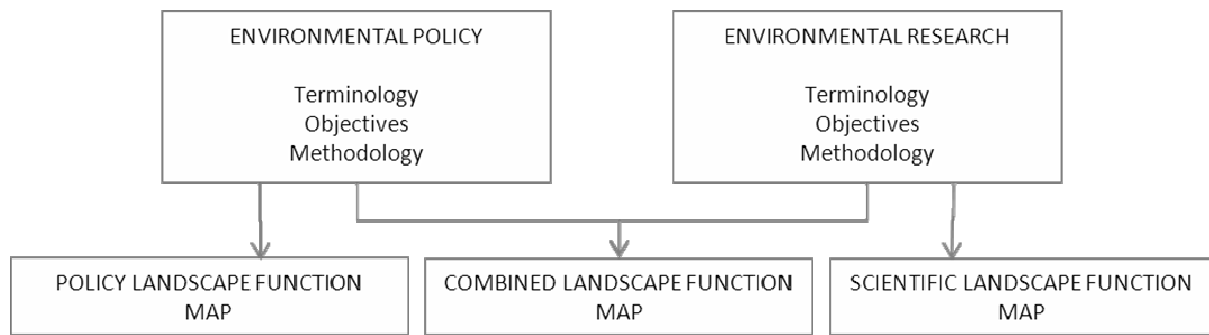 ENVIRONMENTAL POLICY
Terminology
Objectives
Methodology
ENVIRONMENTAL RESEARCH
Terminology
Objectives
Methodology
POLICY LANDSCAPE FUNCTION
MAP
COMBINED LANDSCAPE FUNCTION
MAP
SCIENTIFIC LANDSCAPE FUNCTION
MAP